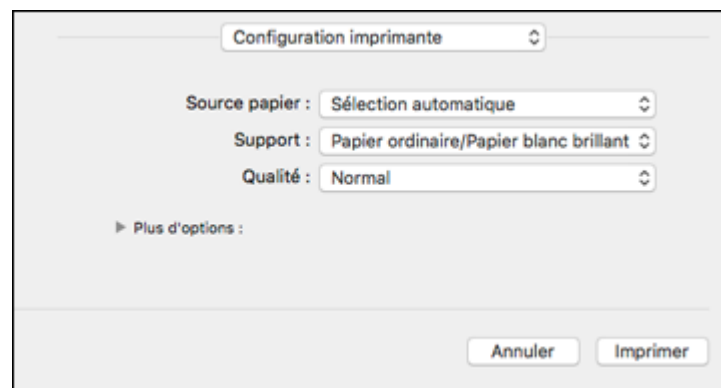 Configuration imprimante
Source papier : Sélection automatique
Support : Papier ordinaire/Papier blanc brillant
Qualité : Normal
Plus d'options :
Annuler Imprimer